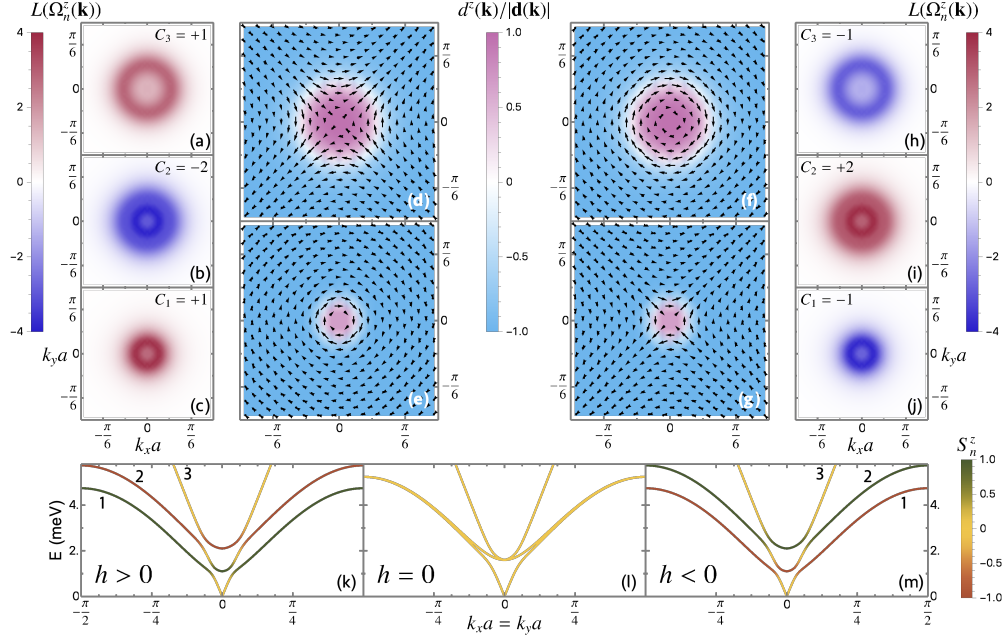 L(Ω_n^z(k))
d^z(k)/|d(k)|
L(Ω_n^z(k))
4
2
0
−2
−4
k_y a
π/6
0
−π/6
C_3 = +1
(a)
π/6
0
−π/6
C_2 = −2
(b)
π/6
0
−π/6
C_1 = +1
(c)
−π/6 0 π/6
k_x a
(d)
π/6
0
−π/6
(e)
π/6
0
−π/6
−π/6 0 π/6
1.0
0.5
0
−1.0
π/6
0
−π/6
(f)
π/6
0
−π/6
(g)
−π/6 0 π/6
C_3 = −1
π/6
0
−π/6
(h)
C_2 = +2
π/6
0
−π/6
(i)
C_1 = −1
π/6
0
−π/6
(j)
−π/6 0 π/6
k_x a
4
2
0
−2
−4
k_y a
E (meV)
4.
2.
0
1
2
3
h > 0
(k)
−π/2 −π/4 0 π/4
h = 0
(l)
−π/4 0 π/4
k_x a = k_y a
3
2
1
h < 0
(m)
−π/4 0 π/4 π/2
4.
2.
0
S_n^z
1.0
0.5
0
−0.5
−1.0